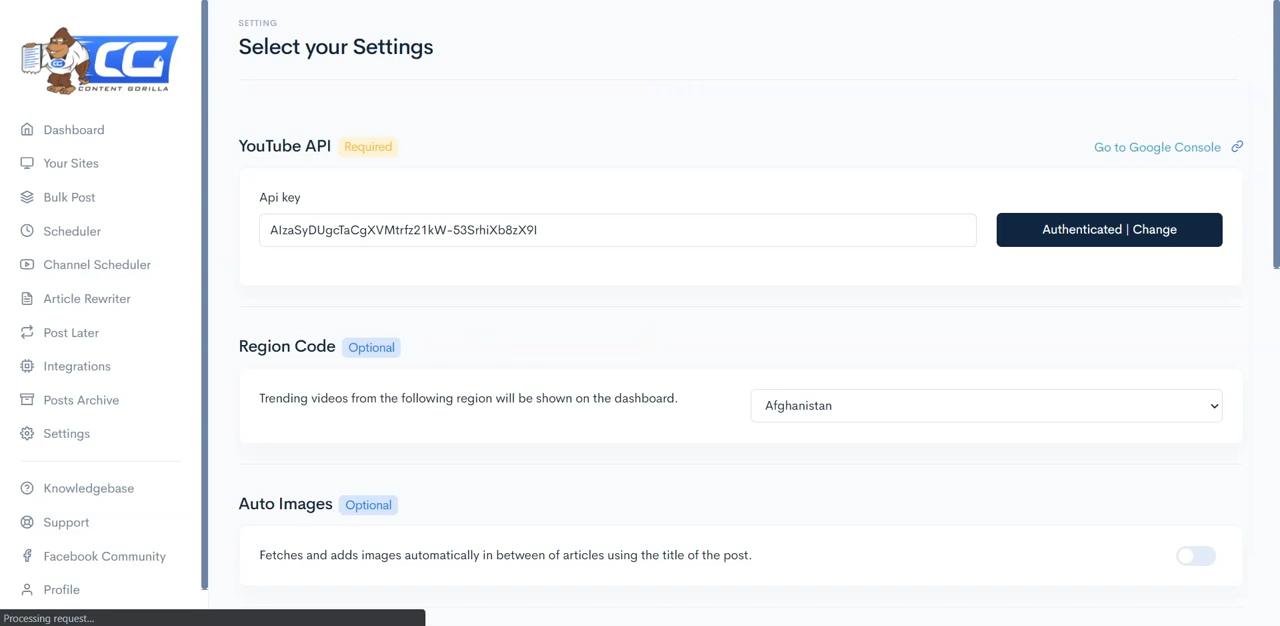 CG
CONTENT GORILLA
Dashboard
Your Sites
Bulk Post
Scheduler
Channel Scheduler
Article Rewriter
Post Later
Integrations
Posts Archive
Settings
Knowledgebase
Support
Facebook Community
Profile
Processing request...
SETTING
Select your Settings
YouTube API Required
Go to Google Console
Api key
AIzaSyDUgcTaCgXVMtrfz21kW-53SrhiXb8zX9I
Authenticated | Change
Region Code Optional
Trending videos from the following region will be shown on the dashboard.
Afghanistan
Auto Images Optional
Fetches and adds images automatically in between of articles using the title of the post.